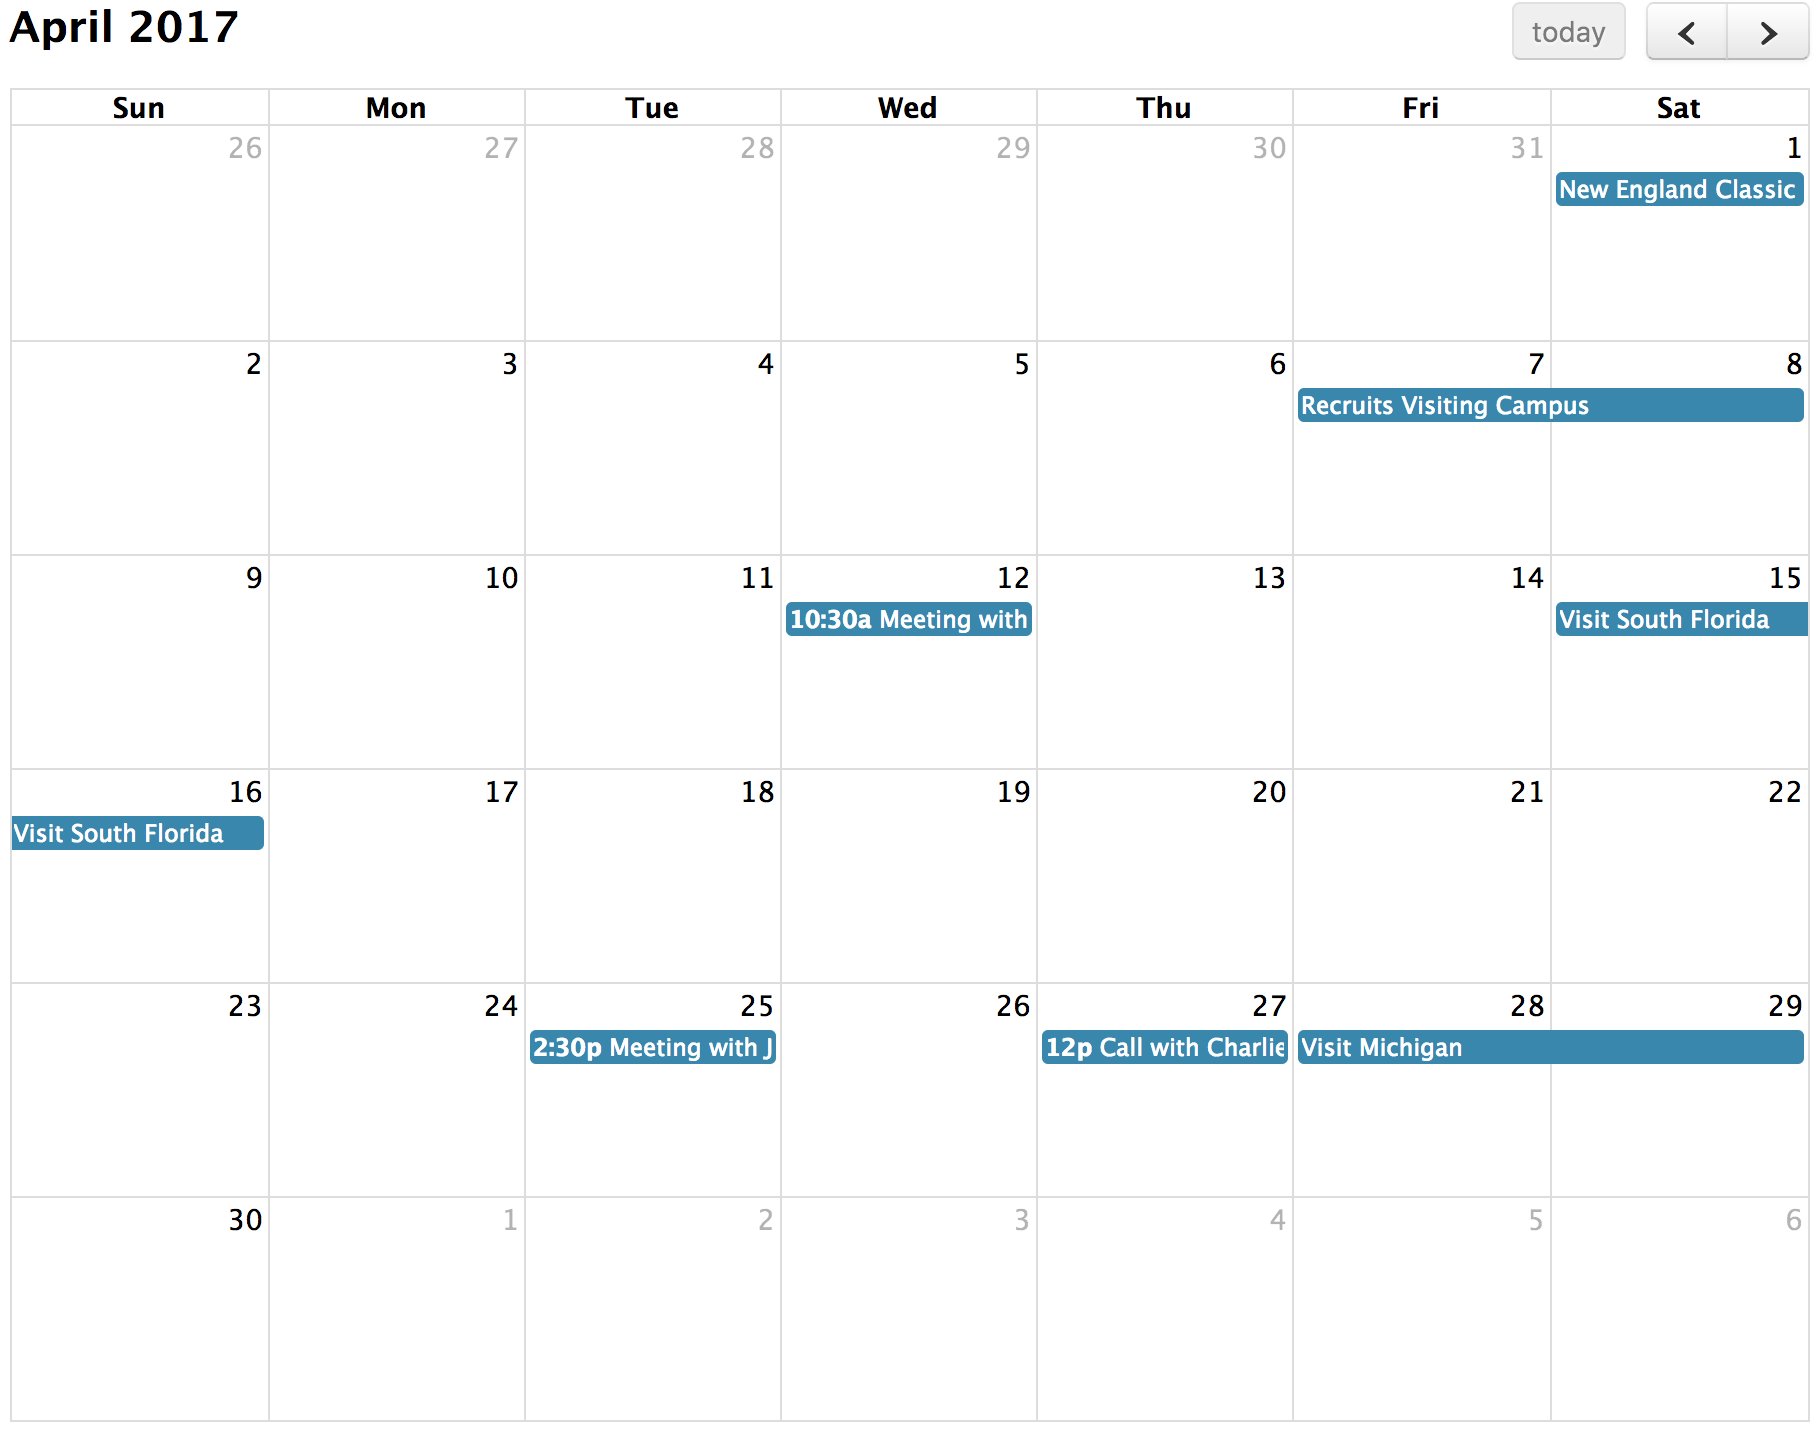 April 2017
today
Sun Mon Tue Wed Thu Fri Sat
26 27 28 29 30 31 1
New England Classic
2 3 4 5 6 7 8
Recruits Visiting Campus
9 10 11 12 13 14 15
10:30a Meeting with Visit South Florida
16 17 18 19 20 21 22
Visit South Florida
23 24 25 26 27 28 29
2:30p Meeting with J 12p Call with Charlie Visit Michigan
30 1 2 3 4 5 6